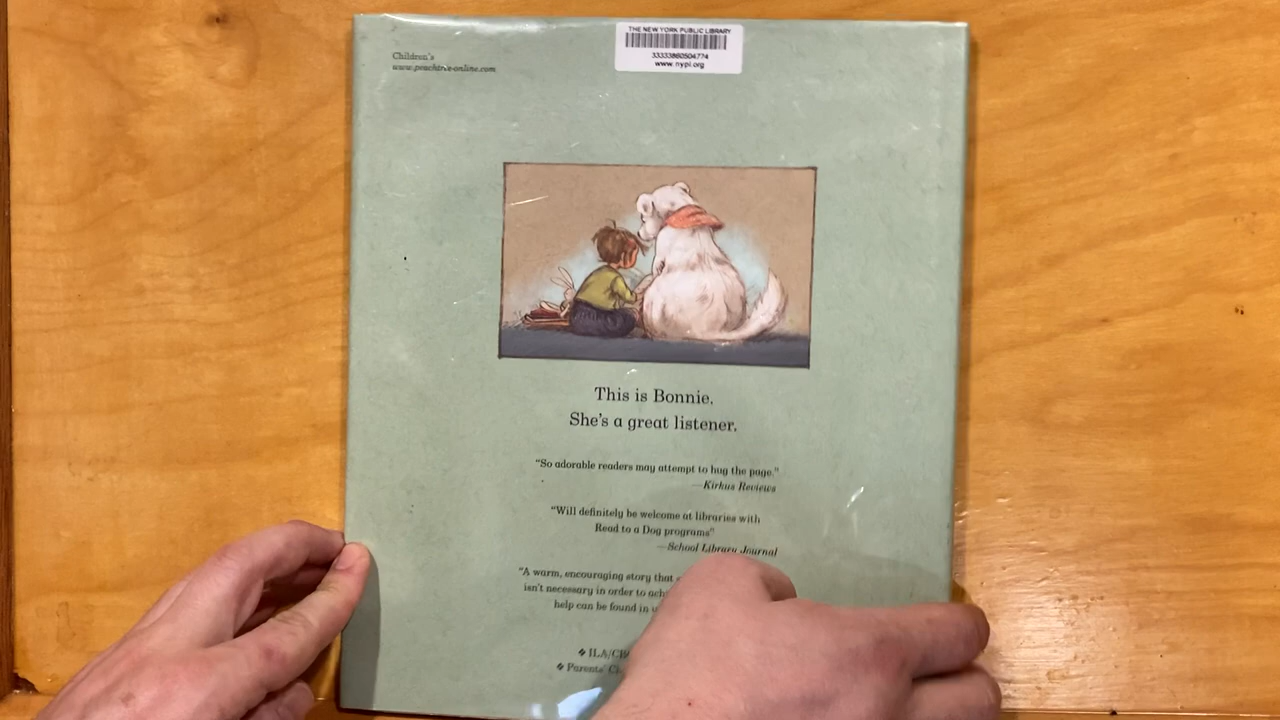 Children's
www.peachtree-online.com
THE NEW YORK PUBLIC LIBRARY
33333860504774
www.nypl.org
This is Bonnie.
She's a great listener.
“So adorable readers may attempt to hug the page.”
—Kirkus Reviews
“Will definitely be welcome at libraries with
Read to a Dog programs”
—School Library Journal
“A warm, encouraging story that
isn't necessary in order to
help can be found in
❖ ILA/
❖ Parents'